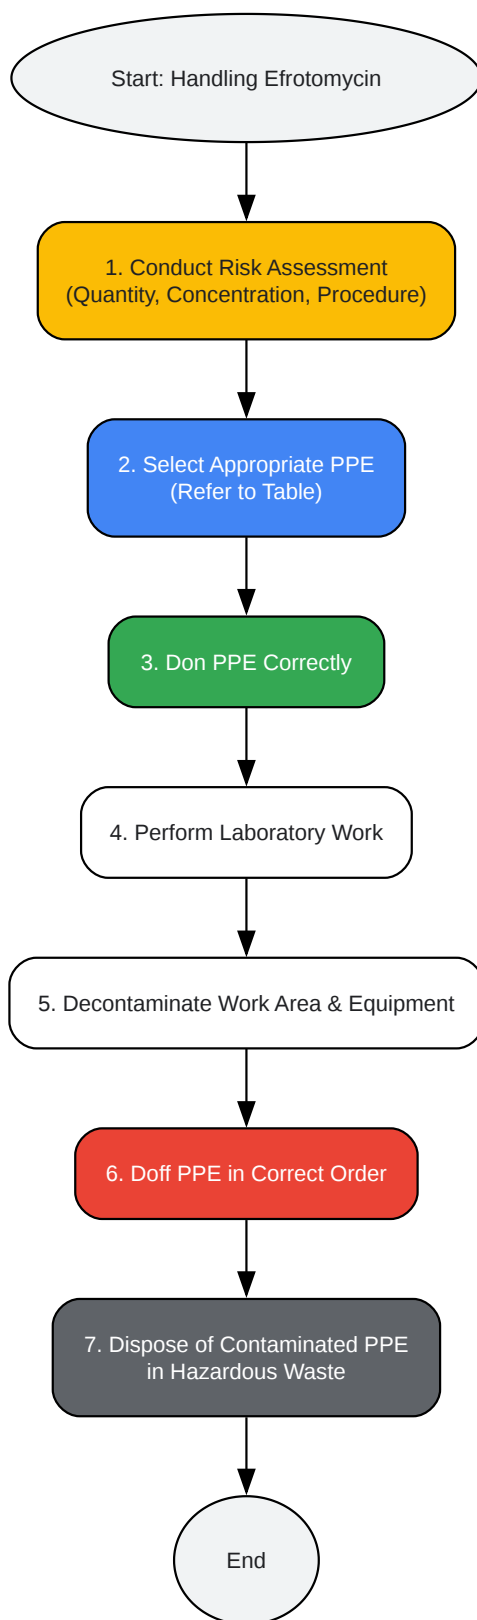 Start: Handling Efrotomycin
1. Conduct Risk Assessment
(Quantity, Concentration, Procedure)
2. Select Appropriate PPE
(Refer to Table)
3. Don PPE Correctly
4. Perform Laboratory Work
5. Decontaminate Work Area & Equipment
6. Doff PPE in Correct Order
7. Dispose of Contaminated PPE
in Hazardous Waste
End